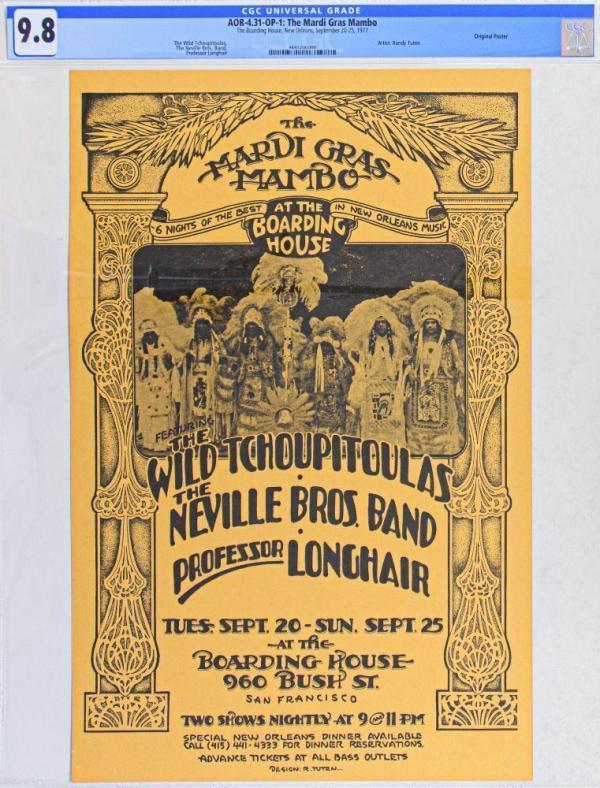 CGC UNIVERSAL GRADE
9.8
AOR-4.31-OP-1: The Mardi Gras Mambo
The Boarding House, New Orleans, September 20-25, 1977
The Wild Tchoupitoulas,
The Neville Bros. Band,
Professor Longhair
Artist: Randy Tuten
Original Poster
The
MARDI GRAS
MAMBO
6 NIGHTS OF THE BEST
AT THE
BOARDING
HOUSE
IN NEW ORLEANS MUSIC
FEATURING
THE
WILD TCHOUPITOULAS
THE
NEVILLE BROS. BAND
PROFESSOR LONGHAIR
TUES. SEPT. 20 - SUN. SEPT. 25
AT the
BOARDING HOUSE
960 BUSH ST.
SAN FRANCISCO
TWO SHOWS NIGHTLY AT 9 & 11 PM
SPECIAL NEW ORLEANS DINNER AVAILABLE
CALL (415) 441-4333 FOR DINNER RESERVATIONS.
ADVANCE TICKETS AT ALL BASS OUTLETS
DESIGN: R. TUTEN